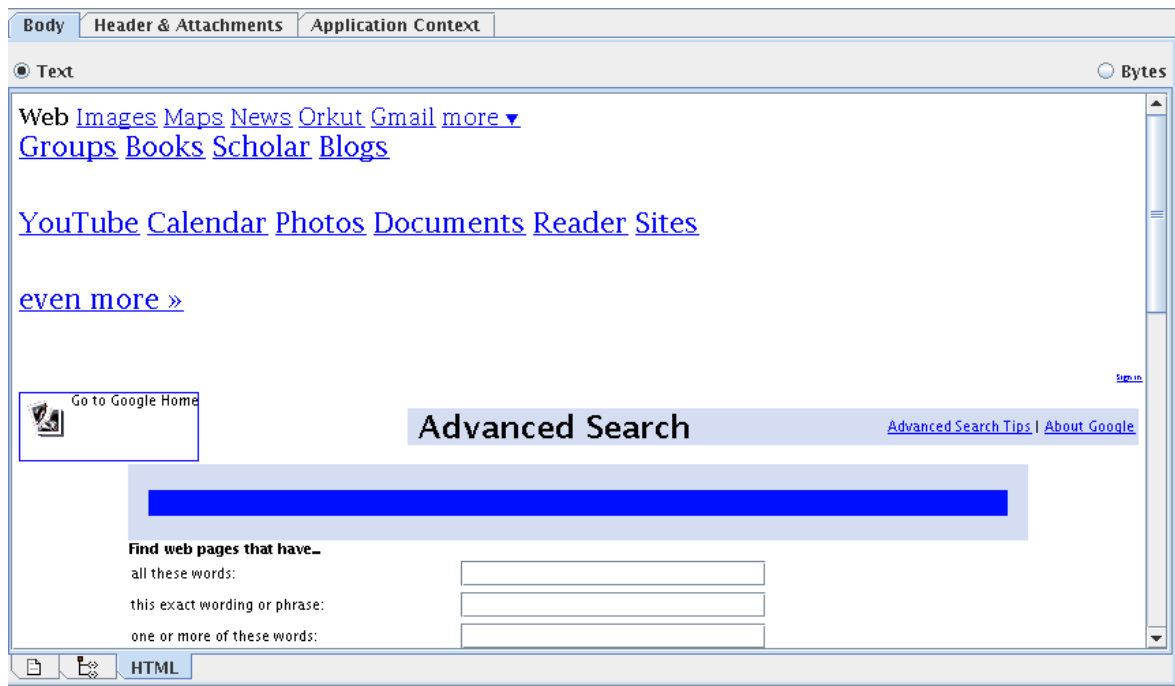 Body Header & Attachments Application Context
Text Bytes
Web Images Maps News Orkut Gmail more ▼
Groups Books Scholar Blogs
YouTube Calendar Photos Documents Reader Sites
even more »
Sign in
Go to Google Home
Advanced Search Advanced Search Tips | About Google
Find web pages that have...
all these words:
this exact wording or phrase:
one or more of these words:
HTML